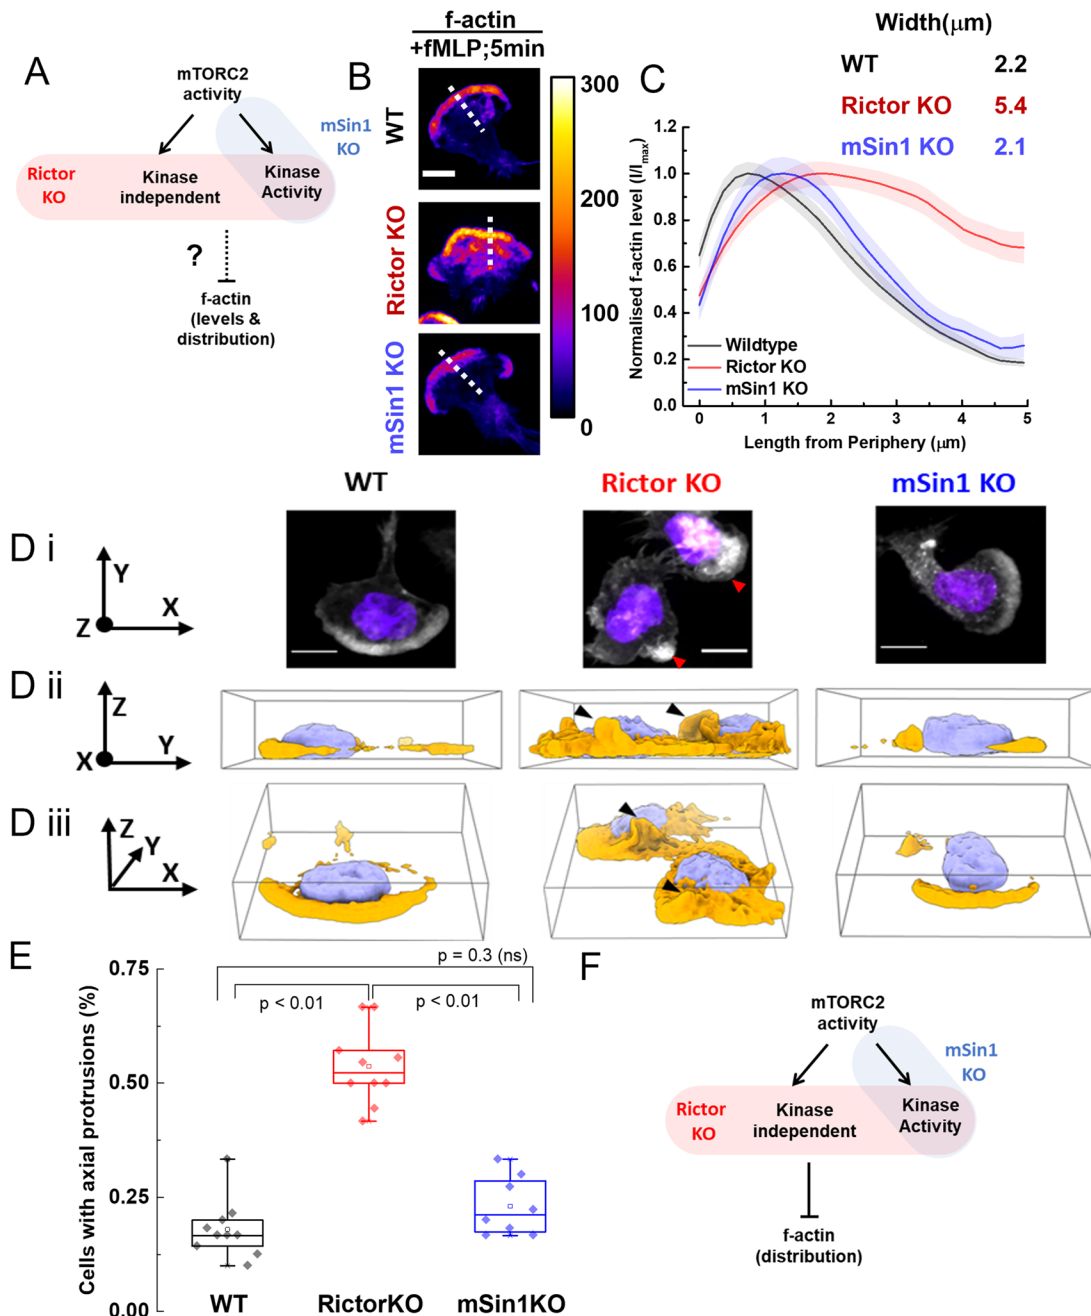 A
mTORC2
activity
mSin1
KO
Rictor
KO
Kinase
independent
Kinase
Activity
?
f-actin
(levels &
distribution)
B
f-actin
+fMLP;5min
WT
Rictor KO
mSin1 KO
300
200
100
0
C
Width(μm)
WT 2.2
Rictor KO 5.4
mSin1 KO 2.1
Normalised f-actin level (I/Imax)
1.2
1.0
0.8
0.6
0.4
0.2
0.0
Wildtype
Rictor KO
mSin1 KO
0 1 2 3 4 5
Length from Periphery (μm)
WT Rictor KO mSin1 KO
D i
Y
X
Z
D ii
Z
X
Y
D iii
Z
Y
X
E
p = 0.3 (ns)
p < 0.01 p < 0.01
Cells with axial protrusions (%)
0.75
0.50
0.25
0.00
WT RictorKO mSin1KO
F
mTORC2
activity
mSin1
KO
Rictor
KO
Kinase
independent
Kinase
Activity
f-actin
(distribution)